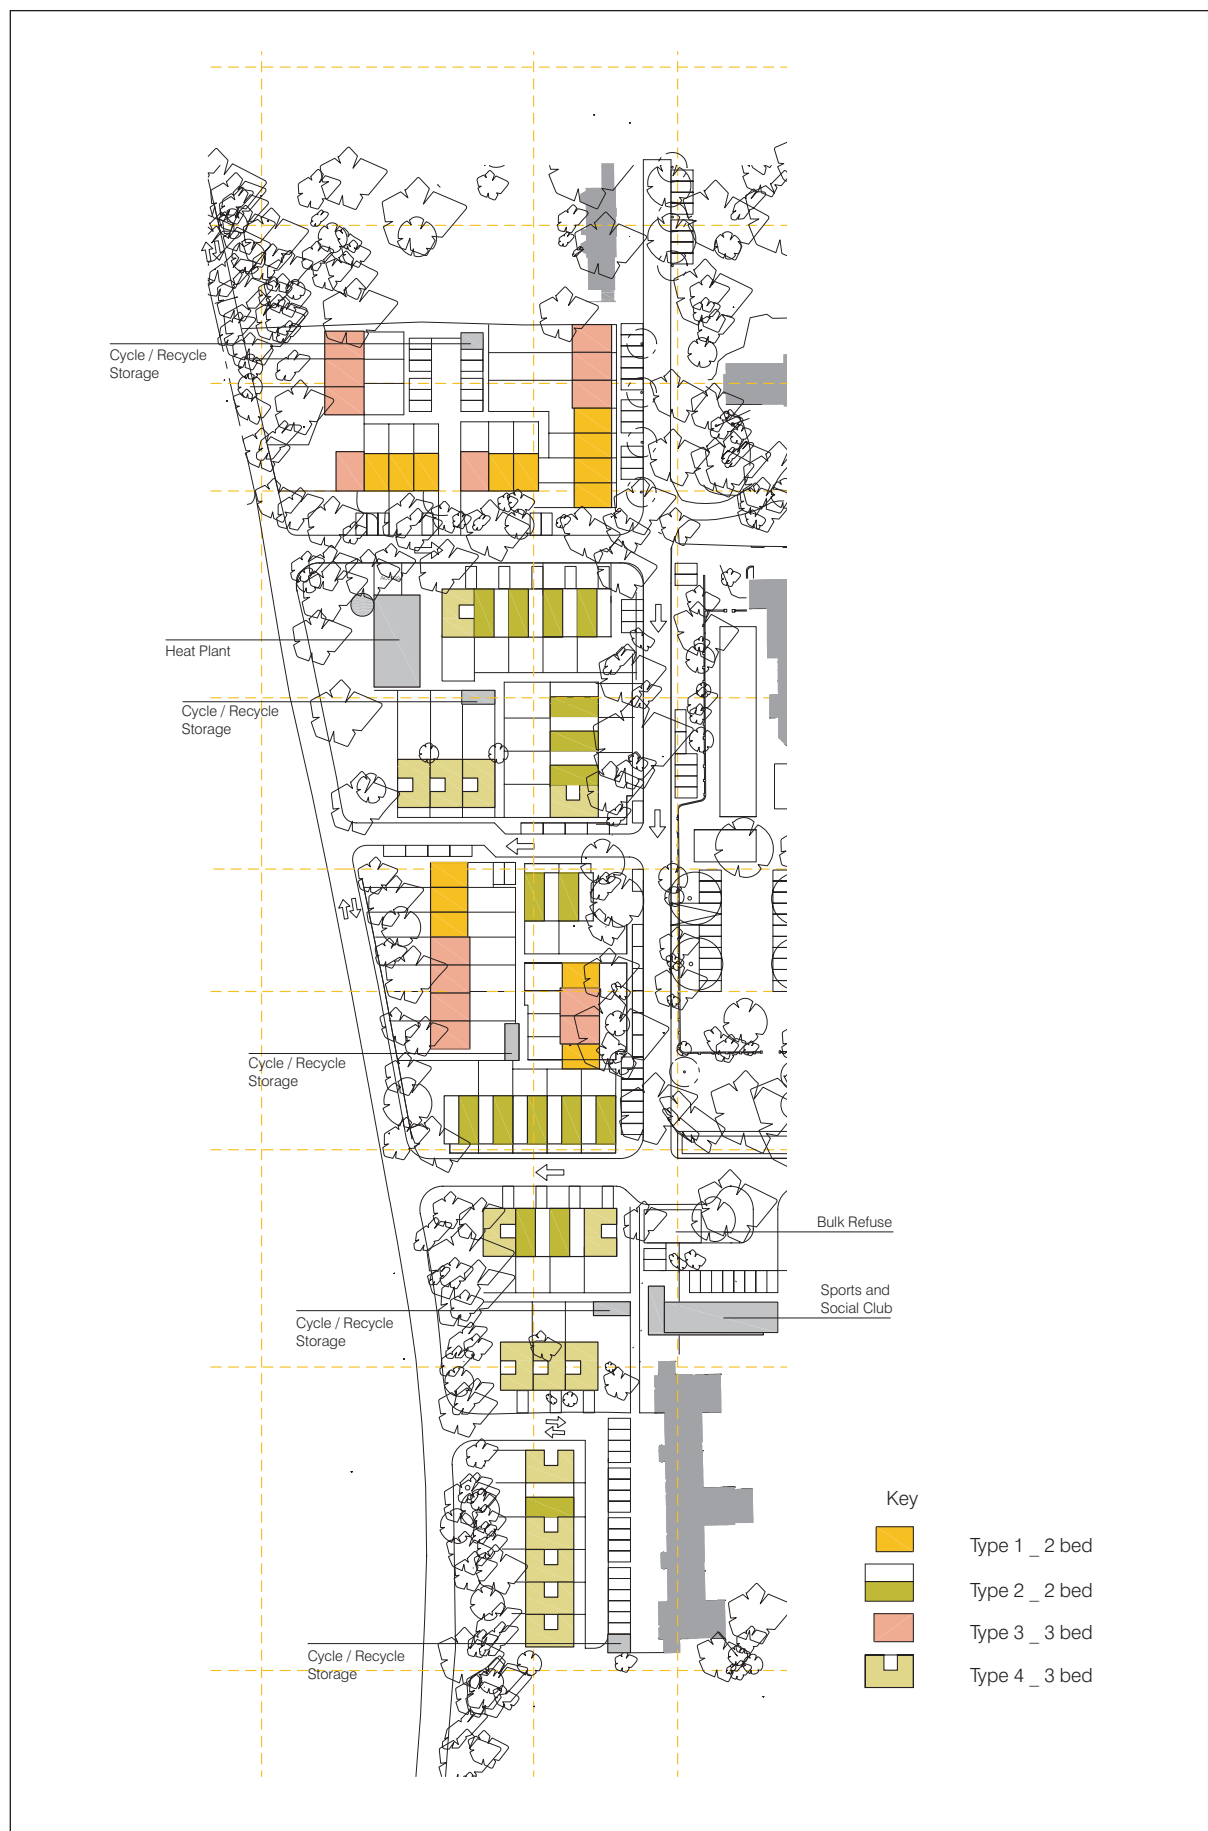 Cycle / Recycle
Storage
Heat Plant
Cycle / Recycle
Storage
Cycle / Recycle
Storage
Bulk Refuse
Sports and
Social Club
Cycle / Recycle
Storage
Key
Type 1 _ 2 bed
Type 2 _ 2 bed
Type 3 _ 3 bed
Cycle / Recycle
Storage
Type 4 _ 3 bed